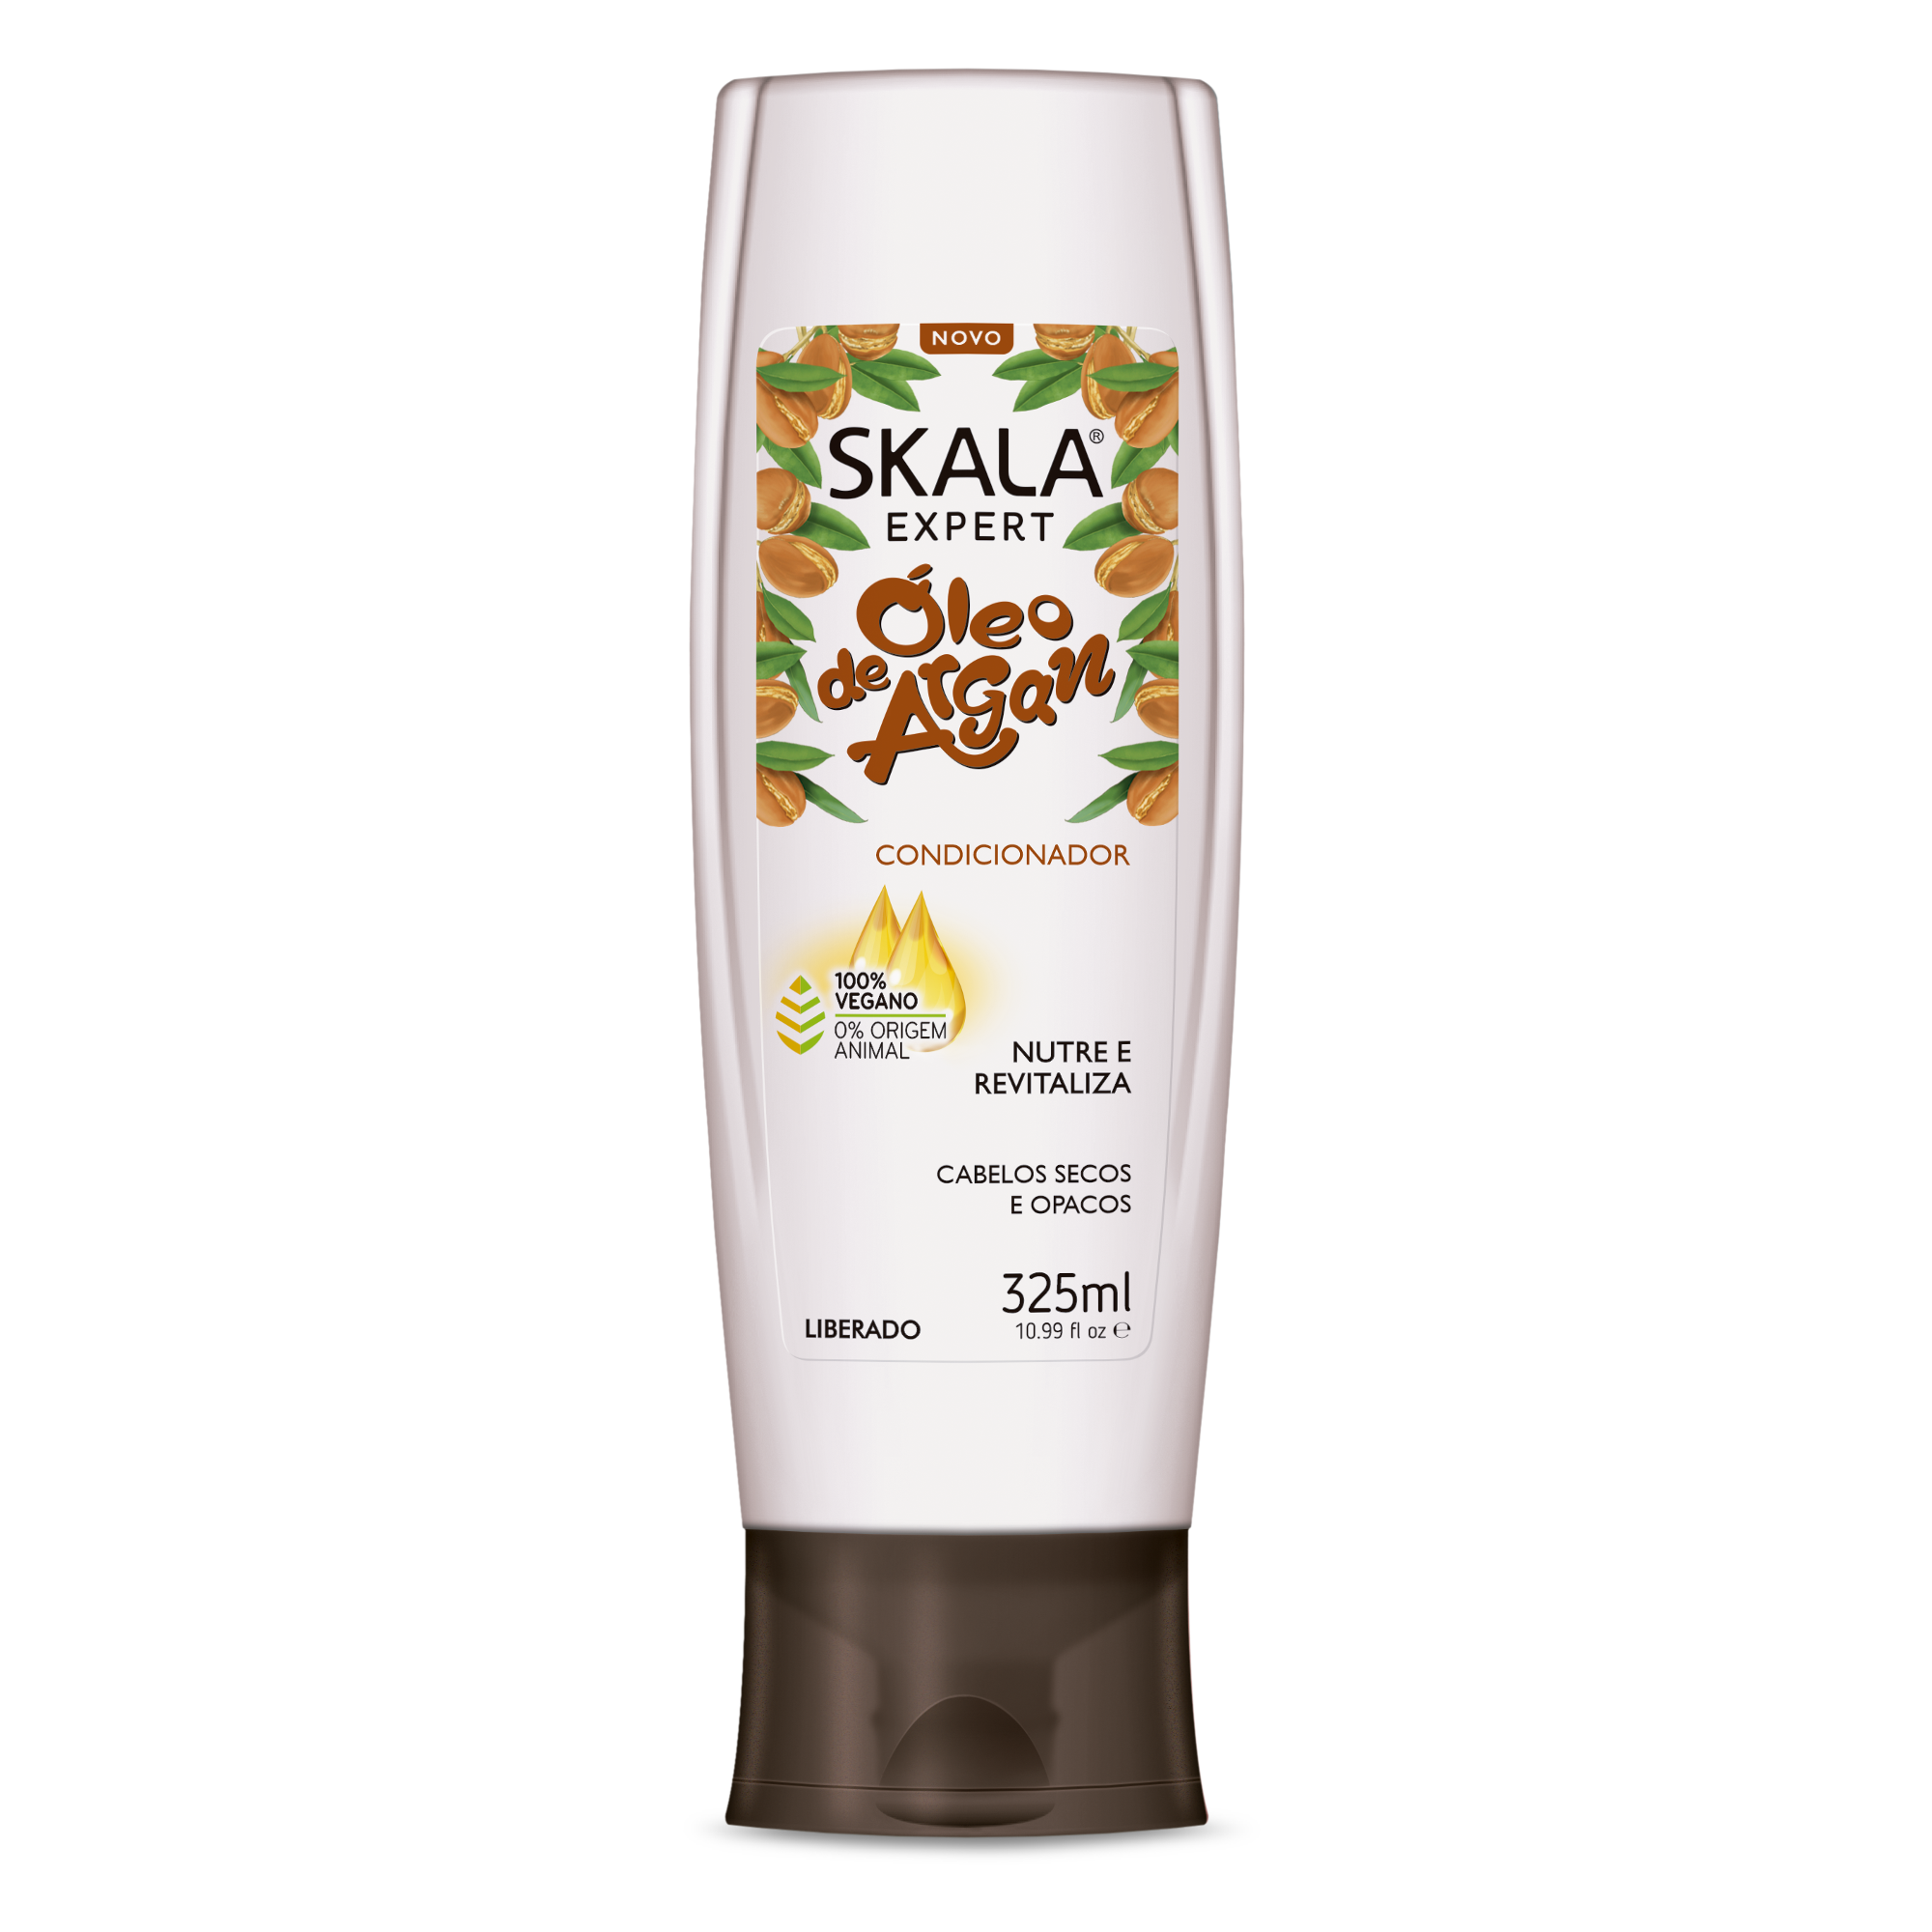 NOVO
SKALA®
EXPERT
Óleo
de Argan
CONDICIONADOR
100%
VEGANO
0% ORIGEM
ANIMAL
NUTRE E
REVITALIZA
CABELOS SECOS
E OPACOS
325ml
10.99 fl oz ℮
LIBERADO